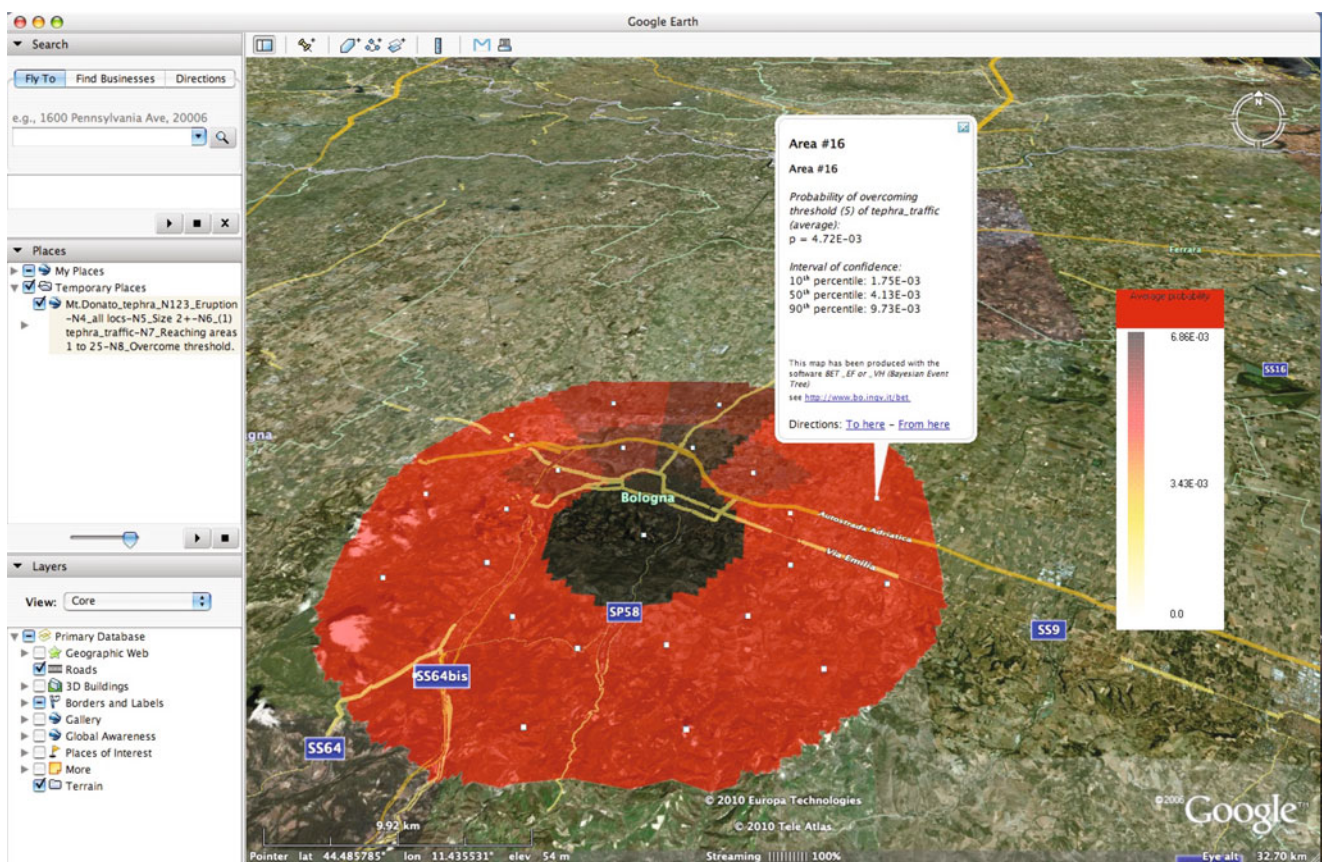 Google Earth
Search
Fly To
Find Businesses
Directions
e.g., 1600 Pennsylvania Ave, 20006
Places
My Places
Temporary Places
Mt.Donato_tephra_N123_Eruption
-N4_all locs-N5_Size 2+-N6_(1)
tephra_traffic-N7_Reaching areas
1 to 25-N8_Overcome threshold.
Layers
View: Core
Primary Database
Geographic Web
Roads
3D Buildings
Borders and Labels
Gallery
Global Awareness
Places of Interest
More
Terrain
N
Area #16
Area #16
Probability of overcoming
threshold (5) of tephra_traffic
(average):
p = 4.72E-03
Interval of confidence:
10th percentile: 1.75E-03
50th percentile: 4.13E-03
90th percentile: 9.73E-03
This map has been produced with the
software BET_EF or _VH (Bayesian Event
Tree)
see http://www.bo.ingv.it/bet
Directions: To here - From here
Ferrara
Average probability
6.86E-03
3.43E-03
0.0
SS16
gna
Bologna
Autostrada Adriatica
Via Emilia
SP58
SS9
SS64bis
SS64
© 2010 Europa Technologies
© 2010 Tele Atlas
©2006 Google™
9.92 km
Pointer lat 44.485785° lon 11.435531° elev 54 m
Streaming |||||||||| 100%
Eye alt 32.70 km